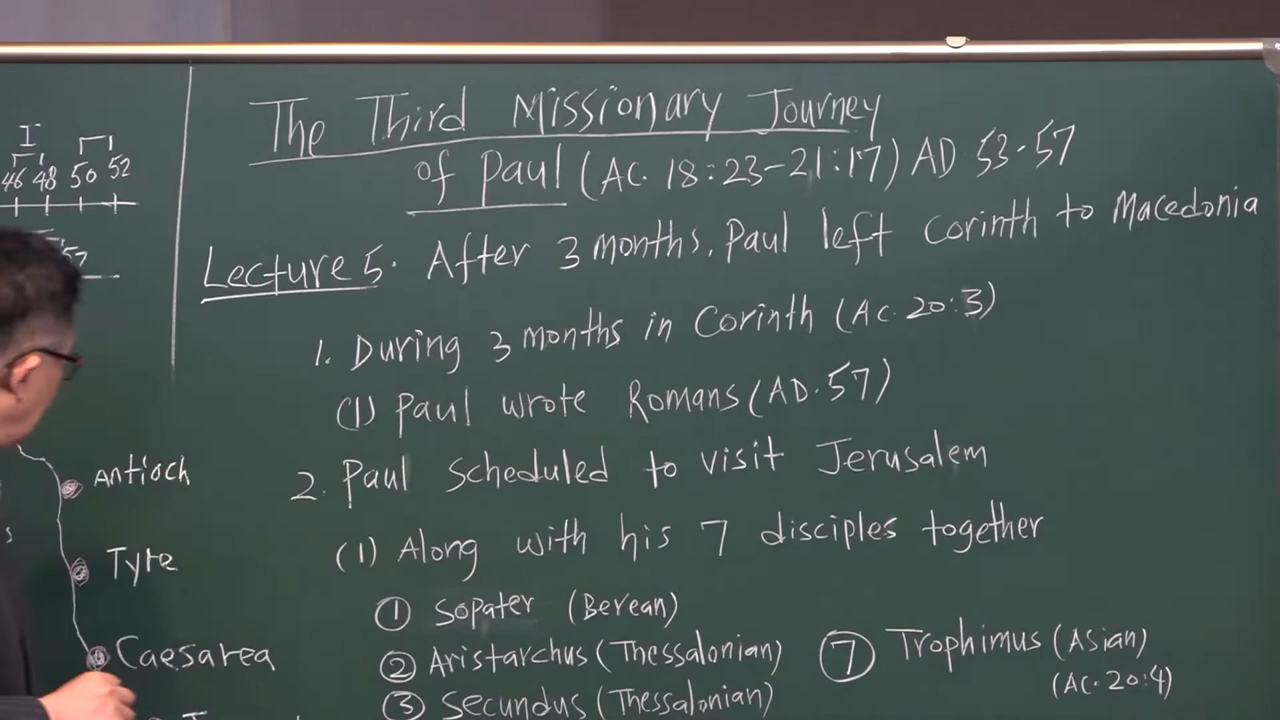 The Third Missionary Journey
of Paul (Ac. 18:23-21:17) AD 53-57
Lecture 5. After 3 months, Paul left Corinth to Macedonia
1. During 3 months in Corinth (Ac. 20:3)
(1) Paul wrote Romans (AD. 57)
2. Paul scheduled to visit Jerusalem
(1) Along with his 7 disciples together
① Sopater (Berean)
② Aristarchus (Thessalonian)
③ Secundus (Thessalonian)
⑦ Trophimus (Asian)
(Ac. 20:4)
I
46 48 50 52
57
Antioch
s
Tyre
Caesarea